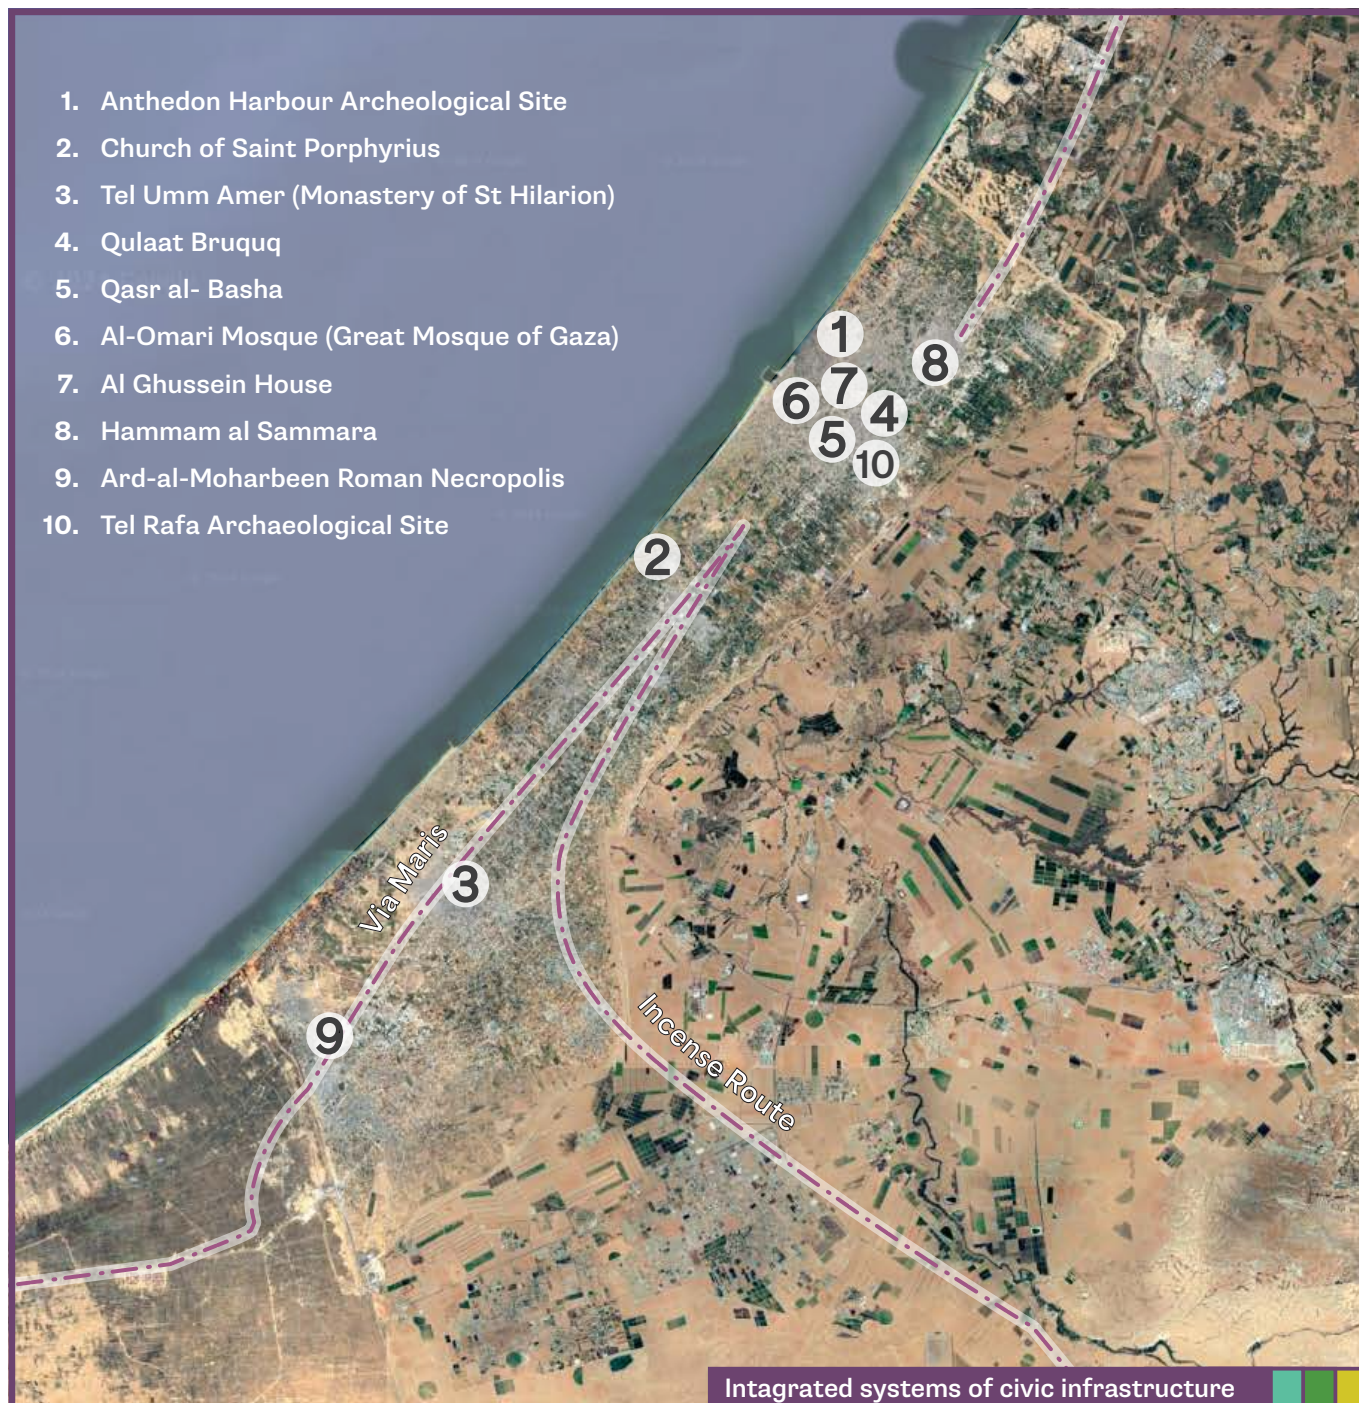 1. Anthedon Harbour Archeological Site
2. Church of Saint Porphyrius
3. Tel Umm Amer (Monastery of St Hilarion)
4. Qulaat Bruquq
5. Qasr al- Basha
6. Al-Omari Mosque (Great Mosque of Gaza)
7. Al Ghussein House
8. Hammam al Sammara
9. Ard-al-Moharbeen Roman Necropolis
10. Tel Rafa Archaeological Site
1
8
7
6
4
5
10
2
Via Maris
3
9
Incense Route
Intagrated systems of civic infrastructure